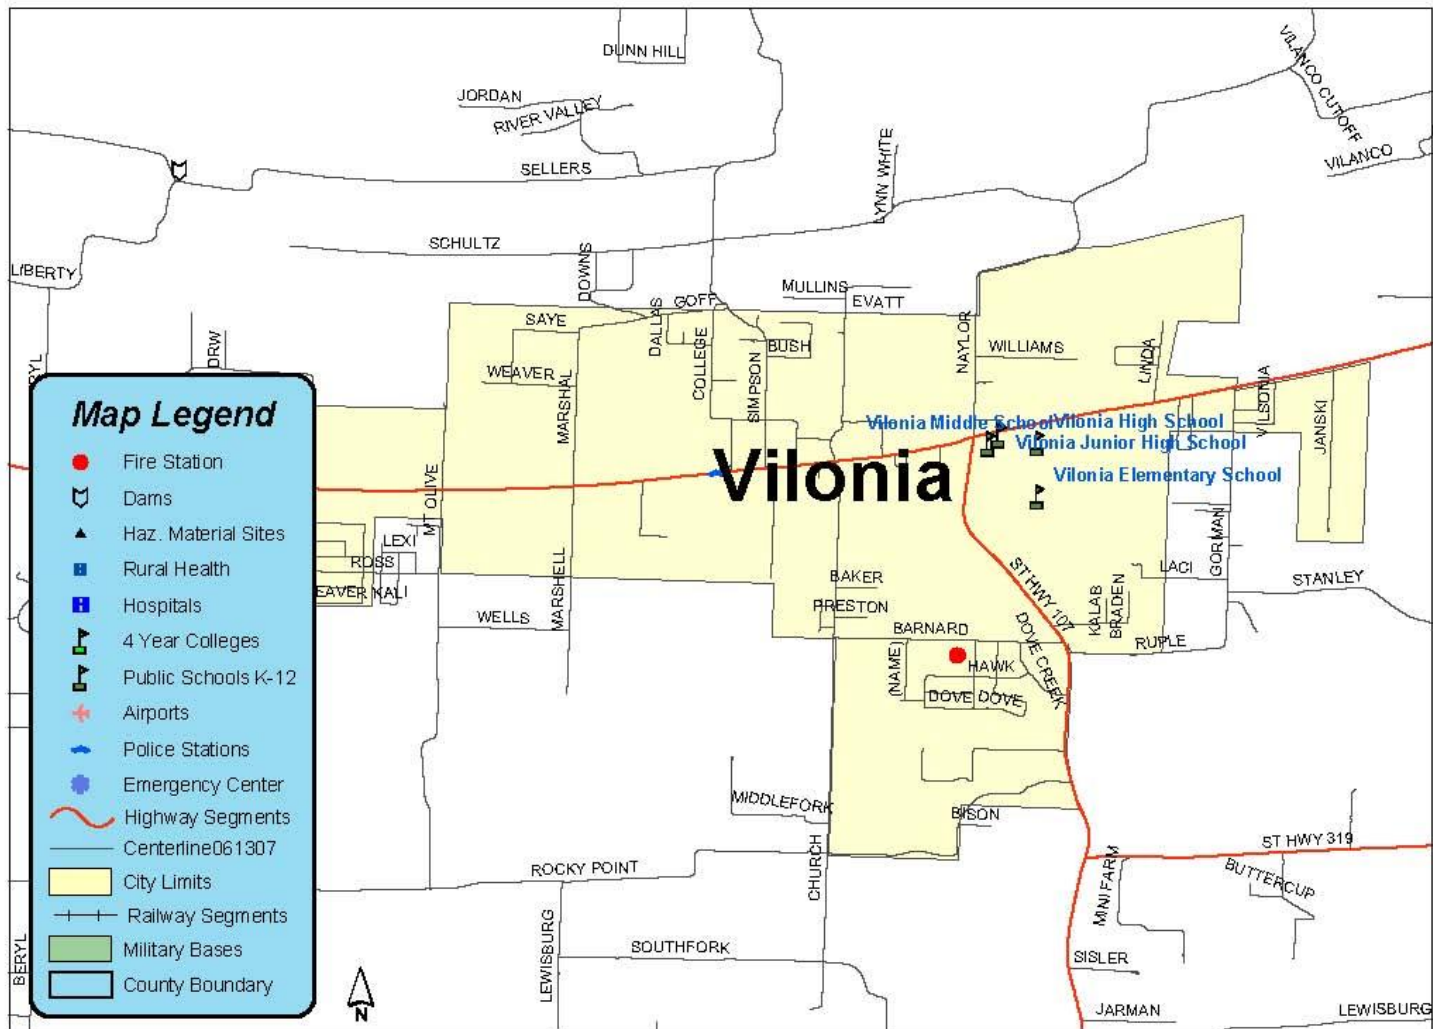 DUNN HILL
VILANCO CUTOFF
JORDAN
RIVER VALLEY
VILANCO
SELLERS
LYNN WHITE
SCHULTZ
LIBERTY
DOWNS
MULLINS
EVATT
GOFF
DALLAS
SAYE
COLLEGE
BUSH
NAYLOR
WILLIAMS
LINDA
DRW
WEAVER
MARSHAL
SIMPSON
VILSONIA
JANSKI
RYL
Vilonia Middle School
Vilonia High School
Vilonia Junior High School
Vilonia Elementary School
Vilonia
MT OLIVE
LEXI
ROSS
EAVER
KALI
WELLS
MARSHELL
BAKER
PRESTON
BARNARD
ST HWY 107
KALAB
BRADEN
LACI
GORMAN
STANLEY
RUPLE
(NAME)
HAWK
DOVE
DOVE
DOVE CREEK
MIDDLEFORK
BISON
CHURCH
ROCKY POINT
ST HWY 319
MINI FARM
BUTTERCUP
LEWISBURG
SOUTHFORK
SISLER
JARMAN
LEWISBURG
BERYL
N
Map Legend
Fire Station
Dams
Haz. Material Sites
Rural Health
Hospitals
4 Year Colleges
Public Schools K-12
Airports
Police Stations
Emergency Center
Highway Segments
Centerline061307
City Limits
Railway Segments
Military Bases
County Boundary